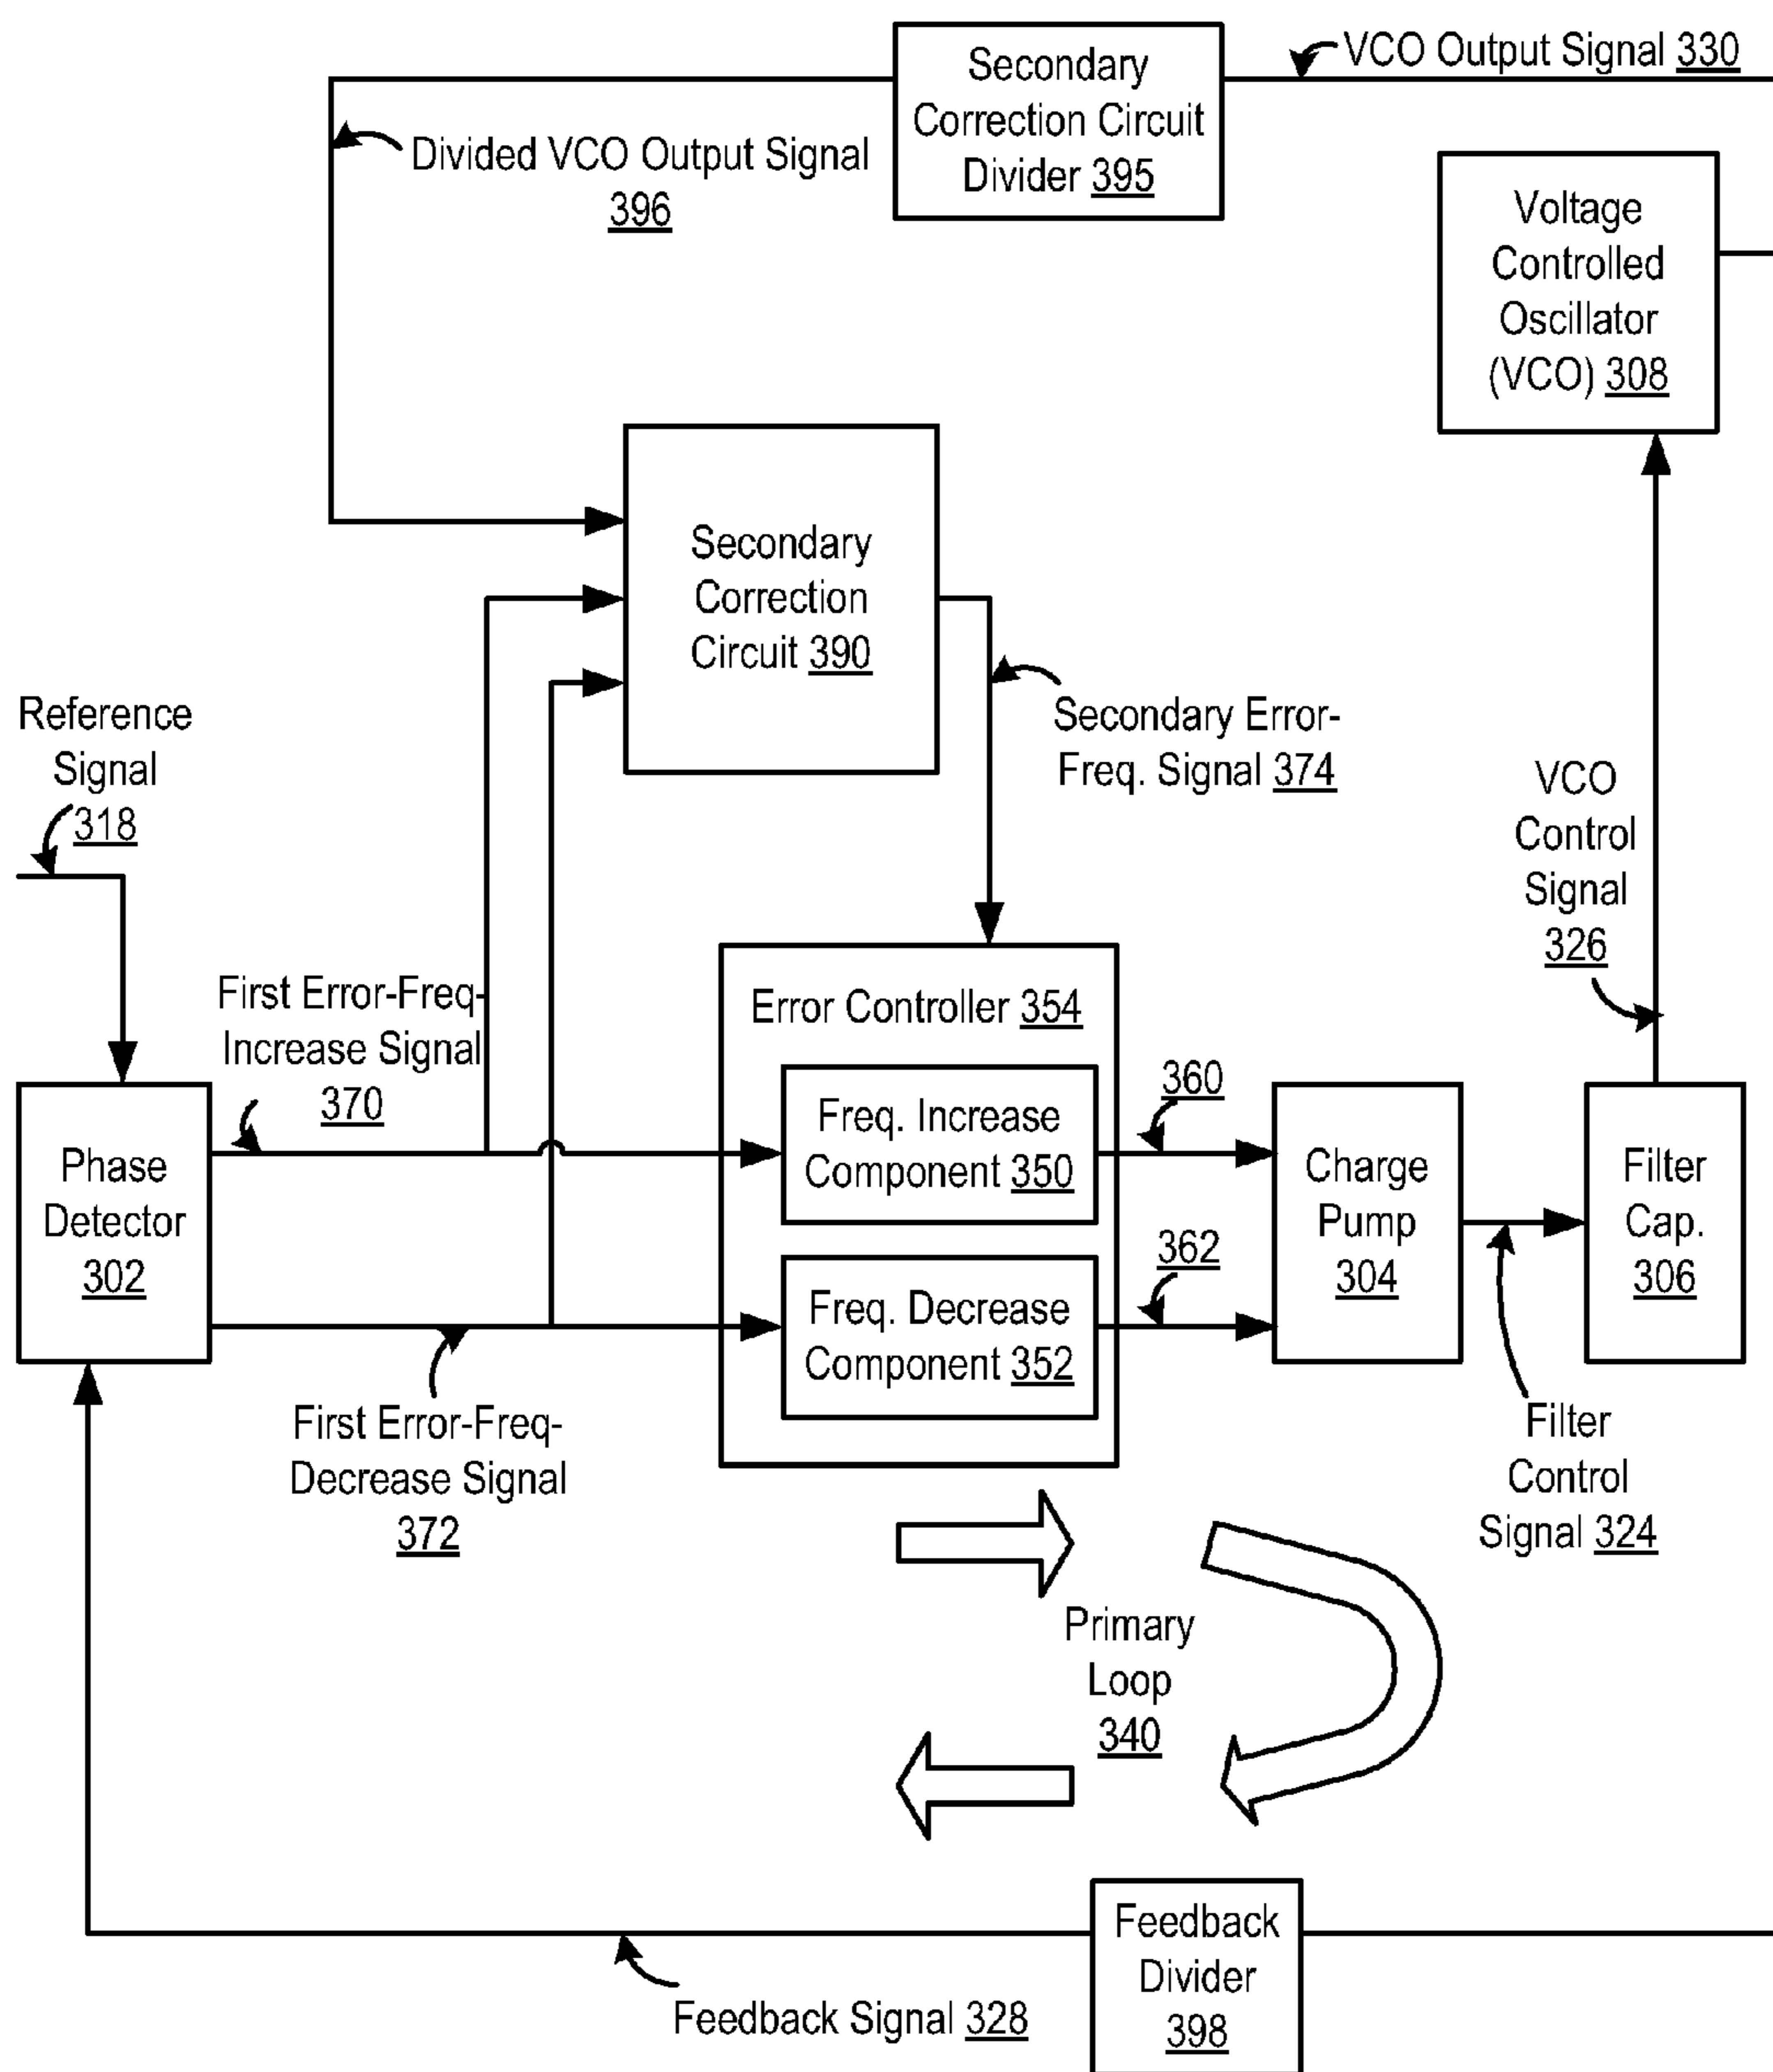 Secondary
Correction Circuit
Divider 395
VCO Output Signal 330
Divided VCO Output Signal
396
Voltage
Controlled
Oscillator
(VCO) 308
Secondary
Correction
Circuit 390
Reference
Signal
318
Secondary Error-
Freq. Signal 374
VCO
Control
Signal
326
First Error-Freq-
Increase Signal
370
Error Controller 354
Freq. Increase
Component 350
360
Phase
Detector
302
Charge
Pump
304
Filter
Cap.
306
362
Freq. Decrease
Component 352
First Error-Freq-
Decrease Signal
372
Filter
Control
Signal 324
Primary
Loop
340
Feedback
Divider
398
Feedback Signal 328